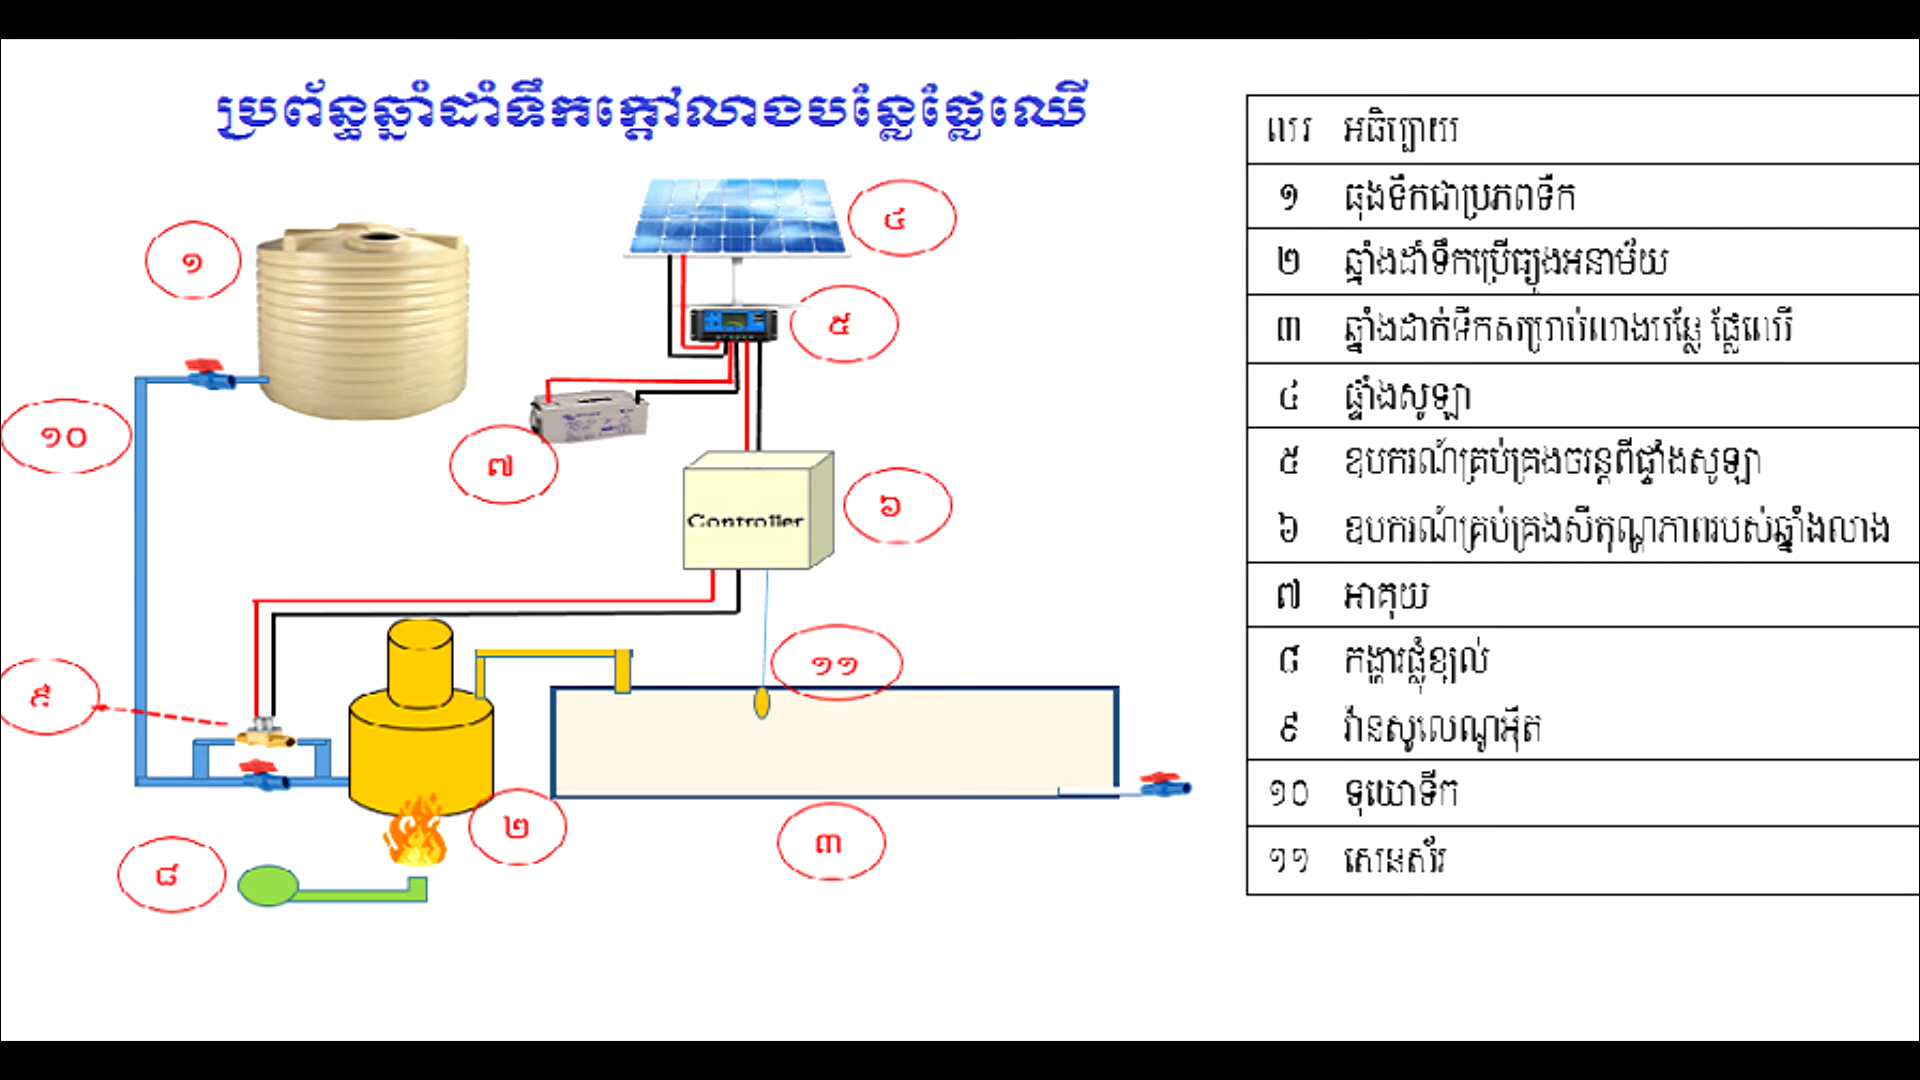 ប្រព័ន្ធឆ្នាំងដាំទឹកក្ដៅលាងបន្លែផ្លែឈើ
លរ អធិប្បាយ
១ ធុងទឹកជាប្រភពទឹក
២ ឆ្នាំងដាំទឹកប្រើធ្យូងអនាម័យ
៣ ឆ្នាំងដាក់ទឹកសម្រាប់លាងបន្លែ ផ្លែឈើ
៤ ផ្ទាំងសូឡា
៥ ឧបករណ៍គ្រប់គ្រងចរន្តពីផ្ទាំងសូឡា
៦ ឧបករណ៍គ្រប់គ្រងសីតុណ្ហភាពរបស់ឆ្នាំងលាង
៧ អាគុយ
៨ កង្ហារផ្លុំខ្យល់
៩ វ៉ានសូលេណូអ៊ីត
១០ ទុយោទឹក
១១ សេនស័រ
១
៤
៥
១០
៧
៦
Controller
១១
៩
២
៣
៨